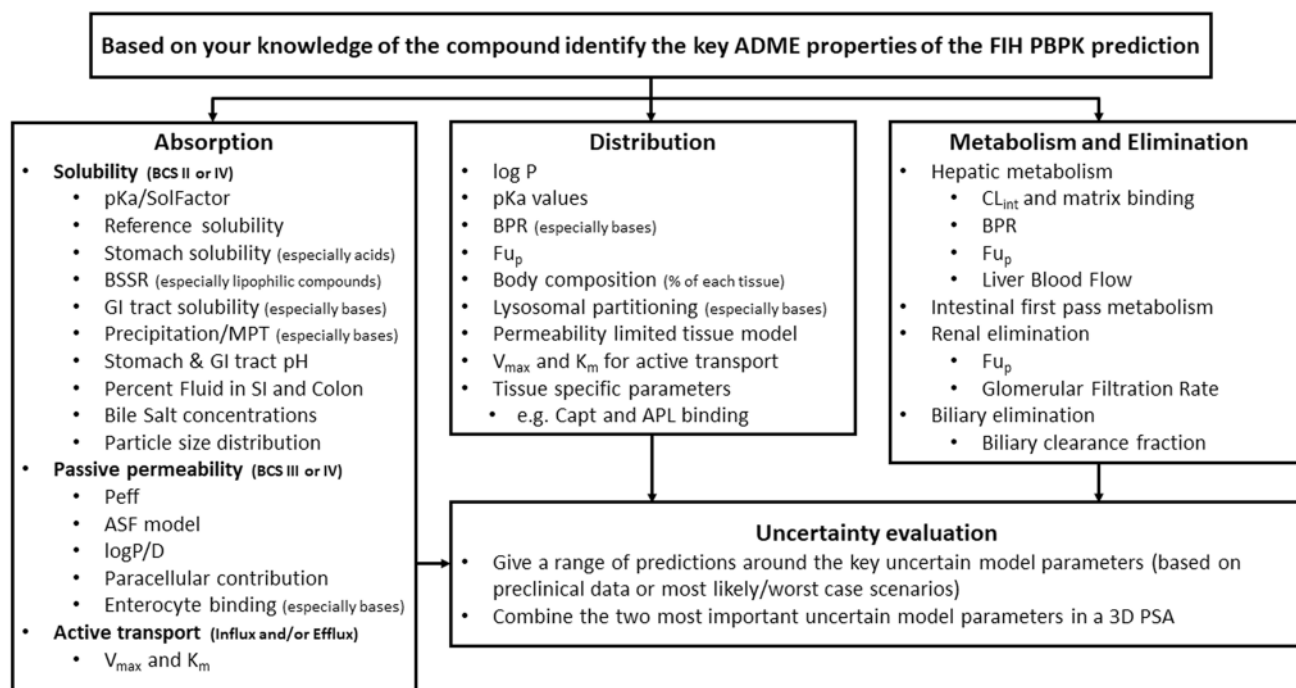 Based on your knowledge of the compound identify the key ADME properties of the FIH PBPK prediction
Absorption
• Solubility (BCS II or IV)
• pKa/SolFactor
• Reference solubility
• Stomach solubility (especially acids)
• BSSR (especially lipophilic compounds)
• GI tract solubility (especially bases)
• Precipitation/MPT (especially bases)
• Stomach & GI tract pH
• Percent Fluid in SI and Colon
• Bile Salt concentrations
• Particle size distribution
• Passive permeability (BCS III or IV)
• Peff
• ASF model
• logP/D
• Paracellular contribution
• Enterocyte binding (especially bases)
• Active transport (Influx and/or Efflux)
• Vmax and Km
Distribution
• log P
• pKa values
• BPR (especially bases)
• Fup
• Body composition (% of each tissue)
• Lysosomal partitioning (especially bases)
• Permeability limited tissue model
• Vmax and Km for active transport
• Tissue specific parameters
• e.g. Capt and APL binding
Metabolism and Elimination
• Hepatic metabolism
• CLint and matrix binding
• BPR
• Fup
• Liver Blood Flow
• Intestinal first pass metabolism
• Renal elimination
• Fup
• Glomerular Filtration Rate
• Biliary elimination
• Biliary clearance fraction
Uncertainty evaluation
• Give a range of predictions around the key uncertain model parameters (based on
preclinical data or most likely/worst case scenarios)
• Combine the two most important uncertain model parameters in a 3D PSA